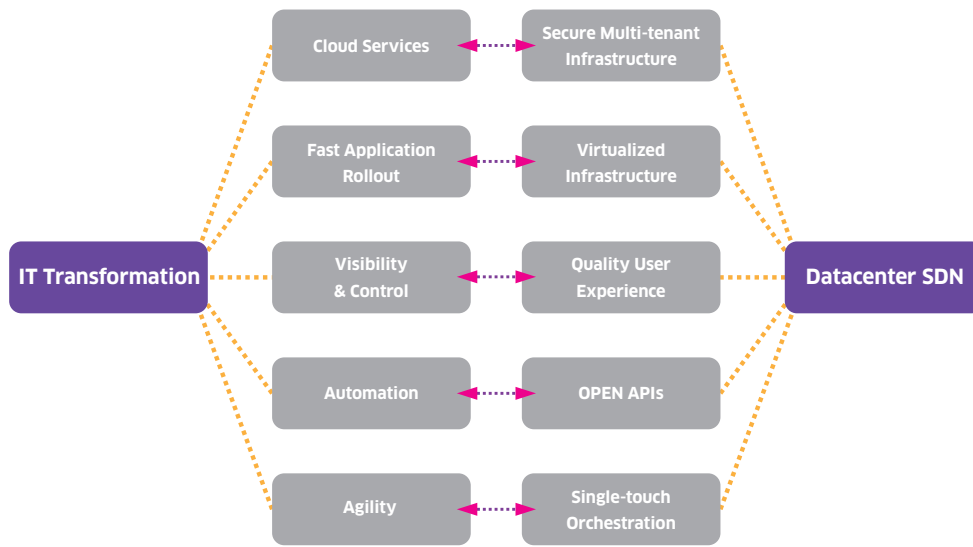 Cloud Services
Secure Multi-tenant
Infrastructure
Fast Application
Rollout
Virtualized
Infrastructure
IT Transformation
Visibility
& Control
Quality User
Experience
Datacenter SDN
Automation
OPEN APIs
Agility
Single-touch
Orchestration